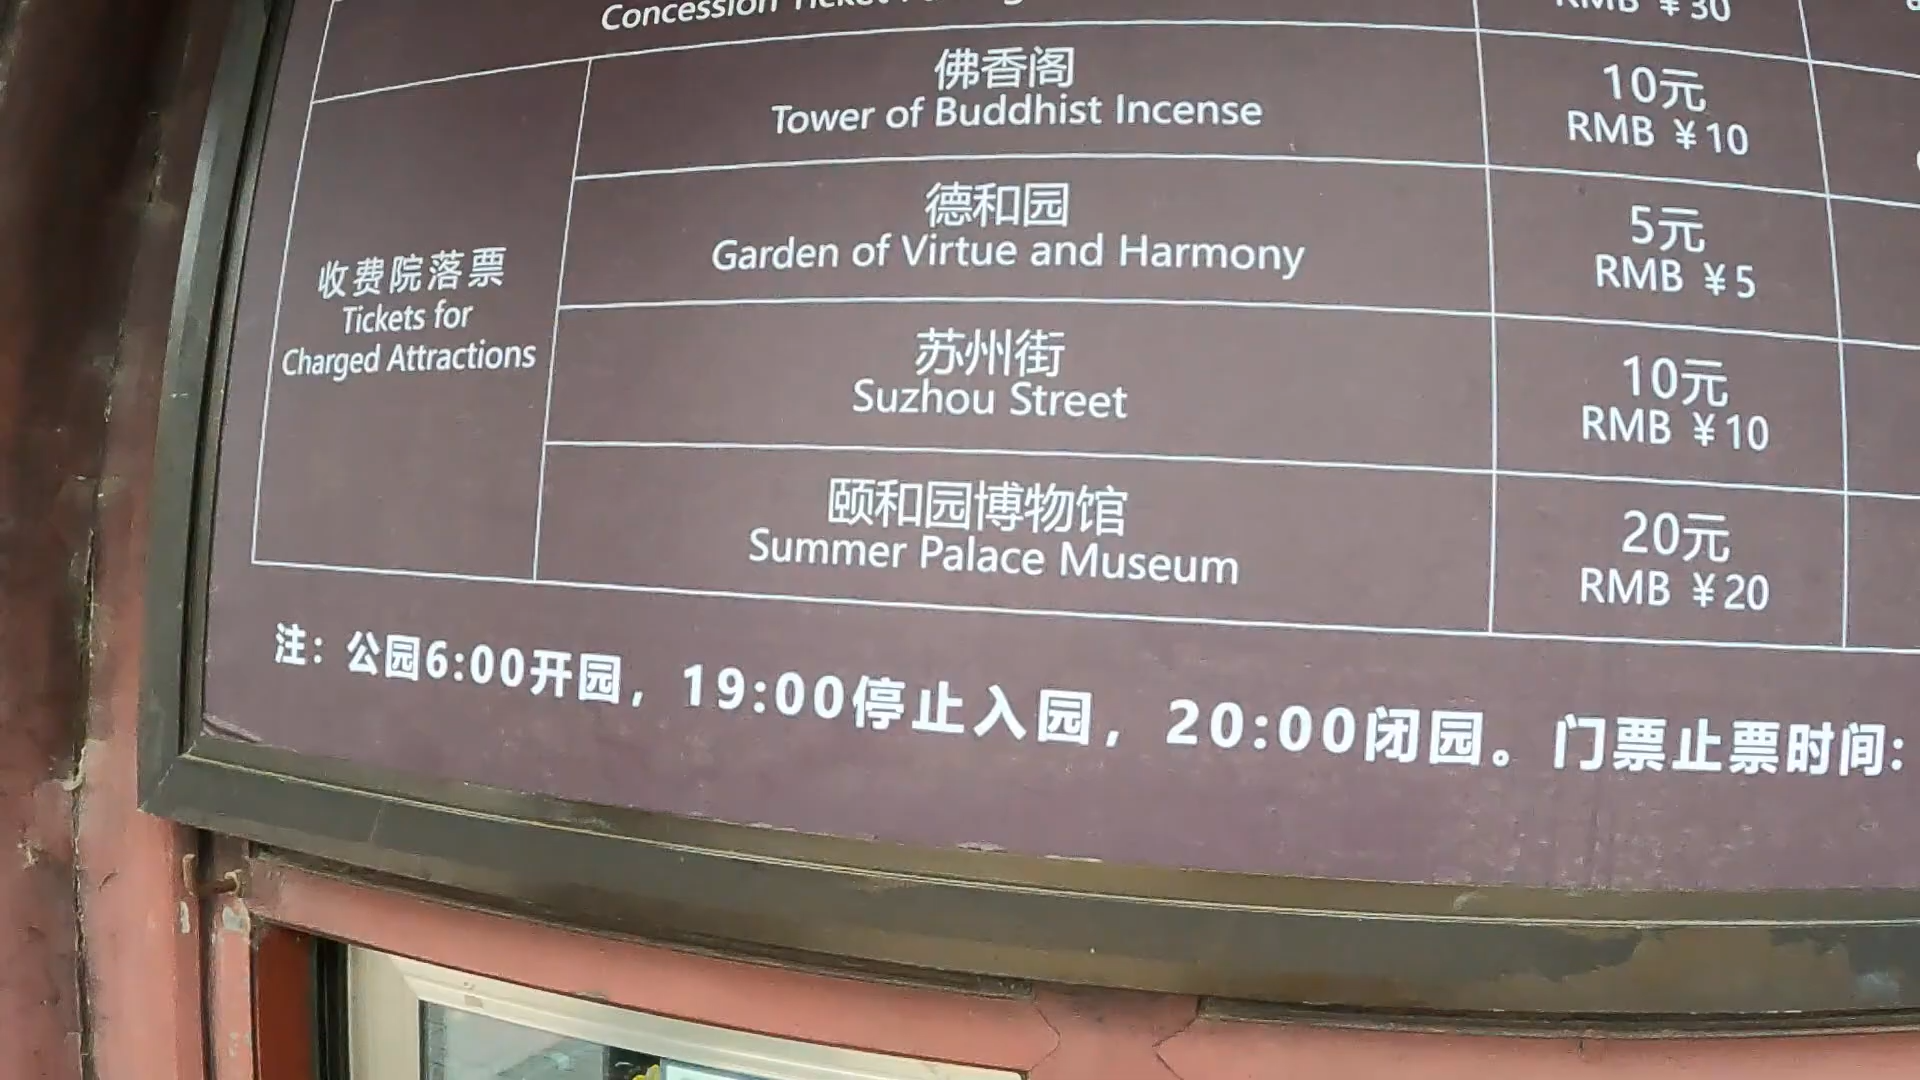 Concession Ticket
RMB ¥30
收费院落票
Tickets for
Charged Attractions
佛香阁
Tower of Buddhist Incense
10元
RMB ¥10
德和园
Garden of Virtue and Harmony
5元
RMB ¥5
苏州街
Suzhou Street
10元
RMB ¥10
颐和园博物馆
Summer Palace Museum
20元
RMB ¥20
注：公园6:00开园，19:00停止入园，20:00闭园。门票止票时间: